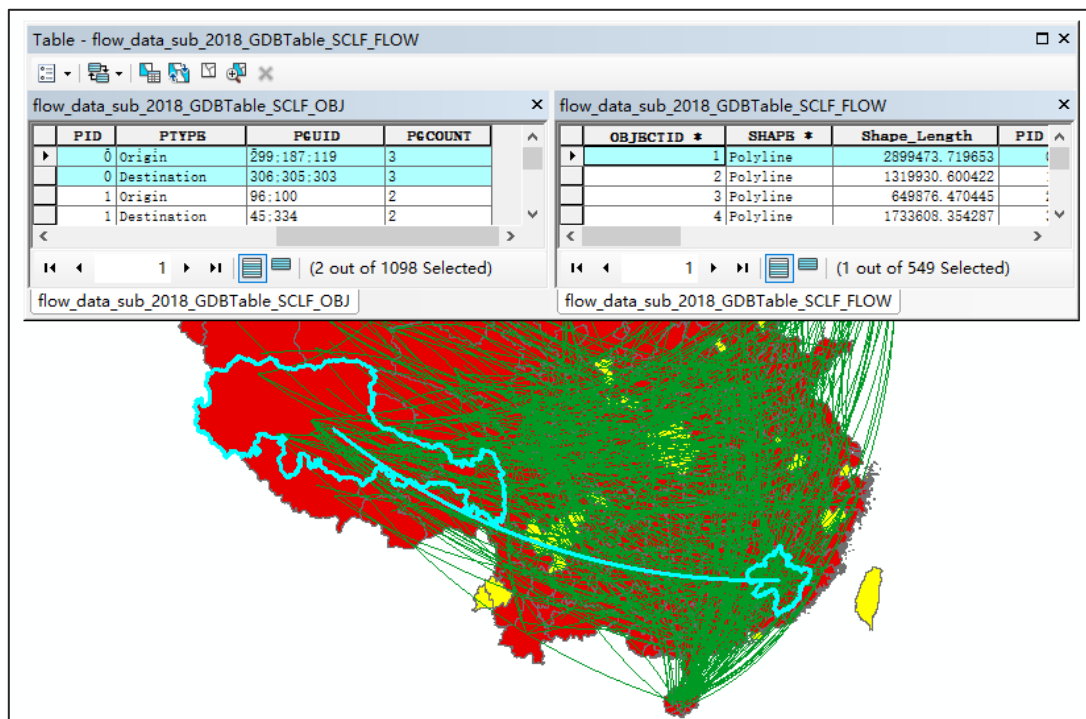 Table - flow_data_sub_2018_GDBTable_SCLF_FLOW
flow_data_sub_2018_GDBTable_SCLF_OBJ
PID PTYPE PGUID PGCOUNT
0 Origin 299;187;119 3
0 Destination 306;305;303 3
1 Origin 96;100 2
1 Destination 45;334 2
1
(2 out of 1098 Selected)
flow_data_sub_2018_GDBTable_SCLF_OBJ
flow_data_sub_2018_GDBTable_SCLF_FLOW
OBJECTID * SHAPE * Shape_Length PID
1 Polyline 2899473.719653
2 Polyline 1319930.600422
3 Polyline 649876.470445
4 Polyline 1733608.354287
1
(1 out of 549 Selected)
flow_data_sub_2018_GDBTable_SCLF_FLOW